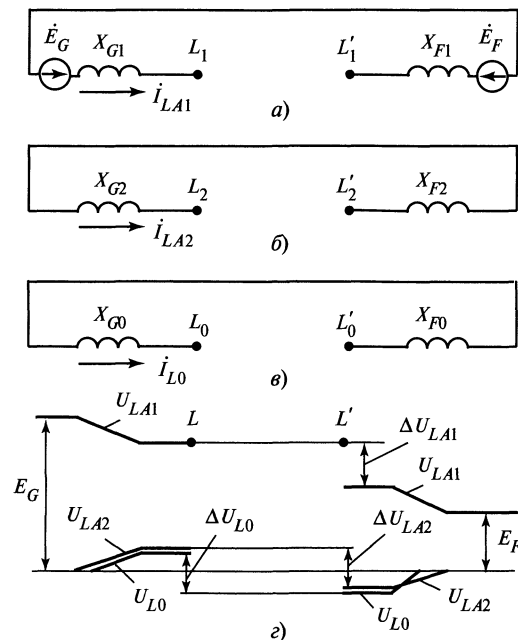 Ė_G X_G1 L_1 L′_1 X_F1 Ė_F
İ_LA1
а)
X_G2 L_2 L′_2 X_F2
İ_LA2
б)
X_G0 L_0 L′_0 X_F0
İ_L0
в)
U_LA1 L L′ ΔU_LA1
U_LA1
E_G
U_LA2 ΔU_L0 ΔU_LA2
E_F
U_L0 U_L0 U_LA2
г)